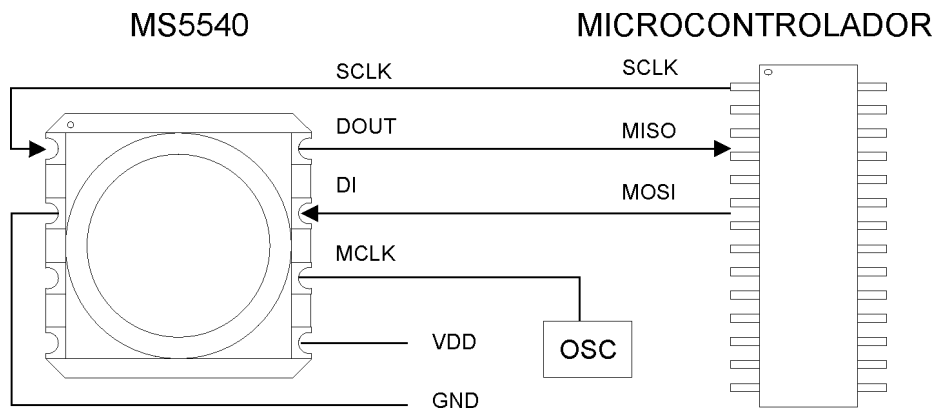 MS5540
MICROCONTROLADOR
SCLK
SCLK
DOUT
MISO
DI
MOSI
MCLK
VDD
OSC
GND